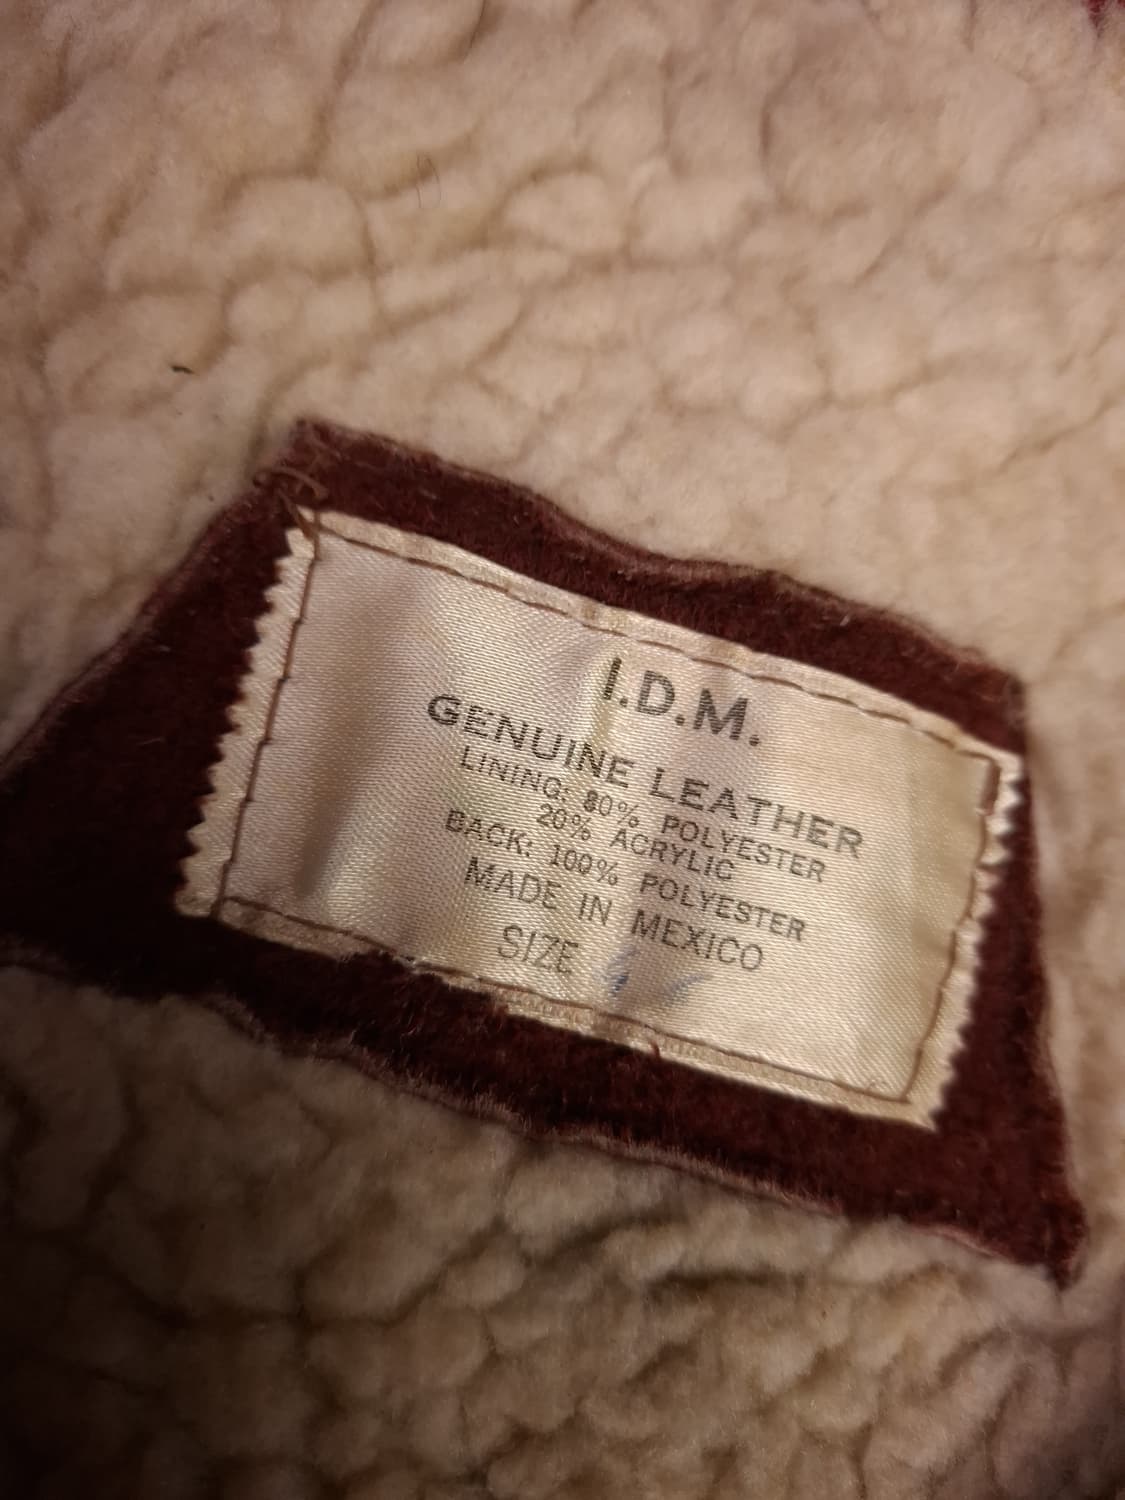 I.D.M.
GENUINE LEATHER
LINING: 80% POLYESTER
20% ACRYLIC
BACK: 100% POLYESTER
MADE IN MEXICO
SIZE